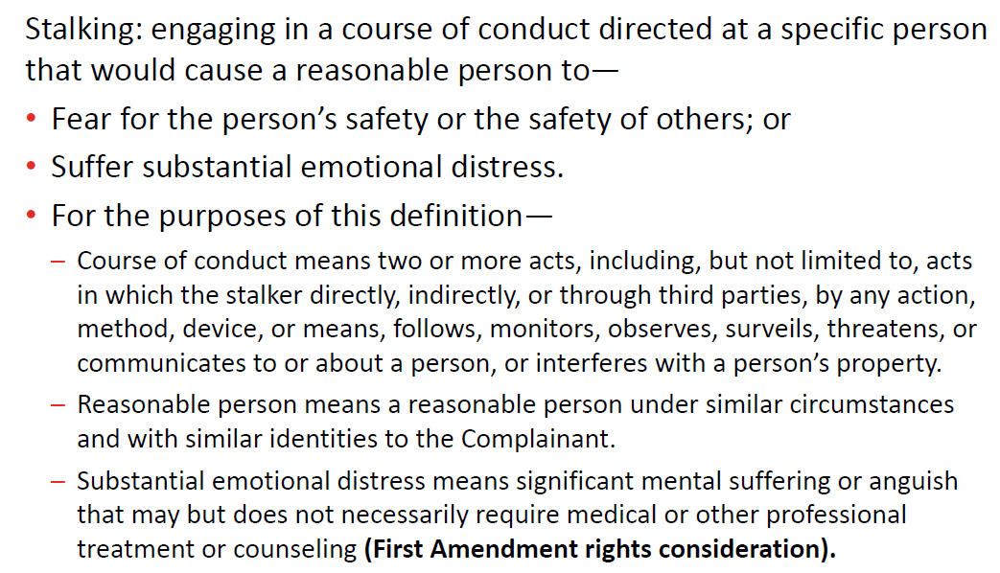 Stalking: engaging in a course of conduct directed at a specific person
that would cause a reasonable person to—
• Fear for the person’s safety or the safety of others; or
• Suffer substantial emotional distress.
• For the purposes of this definition—
– Course of conduct means two or more acts, including, but not limited to, acts
in which the stalker directly, indirectly, or through third parties, by any action,
method, device, or means, follows, monitors, observes, surveils, threatens, or
communicates to or about a person, or interferes with a person’s property.
– Reasonable person means a reasonable person under similar circumstances
and with similar identities to the Complainant.
– Substantial emotional distress means significant mental suffering or anguish
that may but does not necessarily require medical or other professional
treatment or counseling (First Amendment rights consideration).